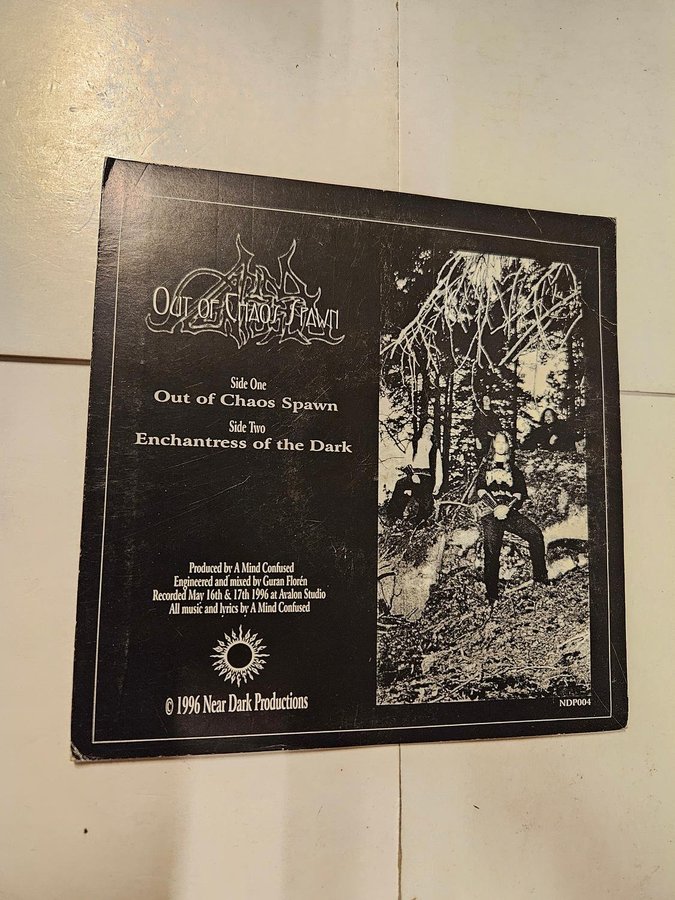 Out of Chaos Spawn
Side One
Out of Chaos Spawn
Side Two
Enchantress of the Dark
Produced by A Mind Confused
Engineered and mixed by Guran Florén
Recorded May 16th & 17th 1996 at Avalon Studio
All music and lyrics by A Mind Confused
© 1996 Near Dark Productions
NDP004